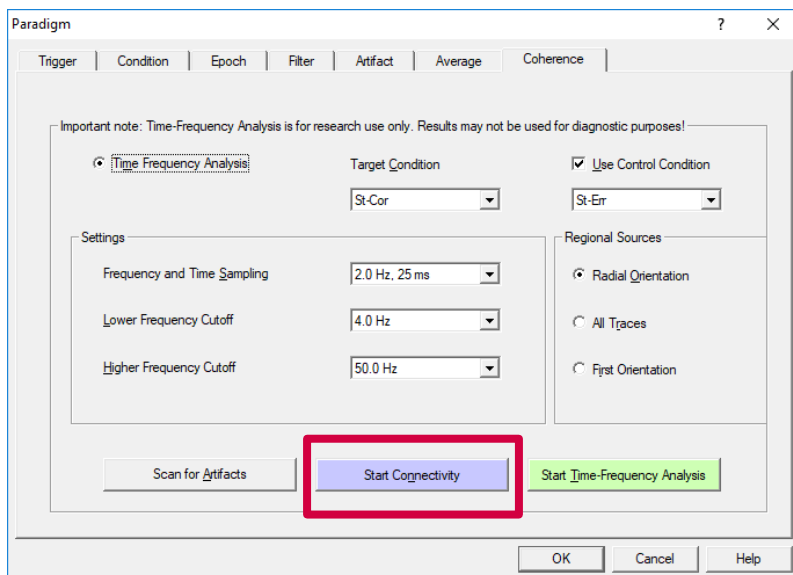 Paradigm
? X
Trigger Condition Epoch Filter Artifact Average Coherence
Important note: Time-Frequency Analysis is for research use only. Results may not be used for diagnostic purposes!
Time Frequency Analysis Target Condition Use Control Condition
St-Cor St-Err
Settings Regional Sources
Frequency and Time Sampling 2.0 Hz, 25 ms Radial Orientation
Lower Frequency Cutoff 4.0 Hz All Traces
Higher Frequency Cutoff 50.0 Hz First Orientation
Scan for Artifacts Start Connectivity Start Time-Frequency Analysis
OK Cancel Help